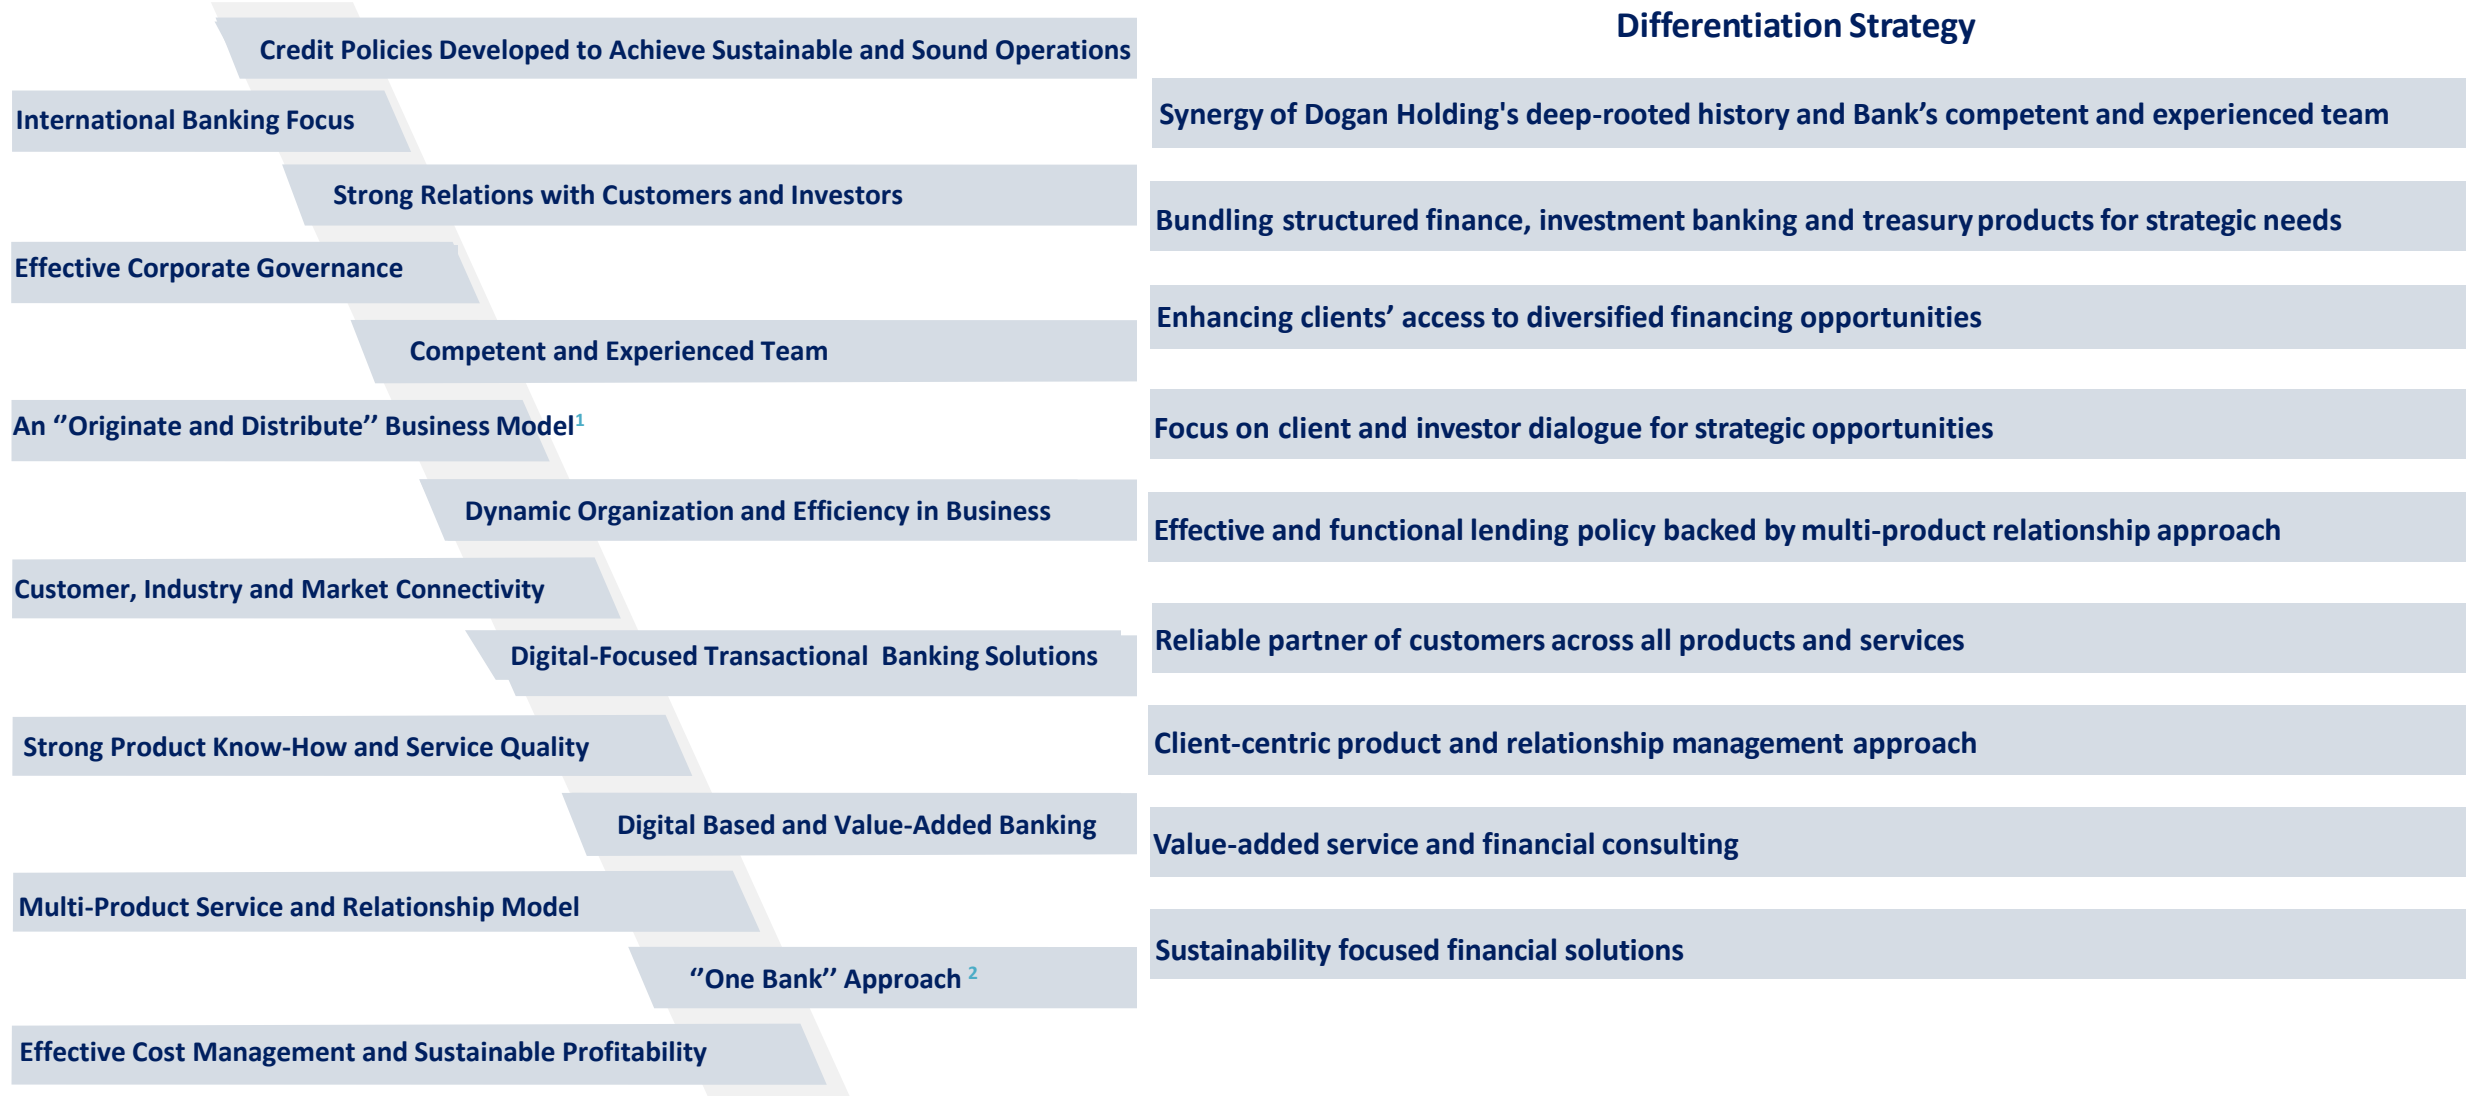 Credit Policies Developed to Achieve Sustainable and Sound Operations
International Banking Focus
Strong Relations with Customers and Investors
Effective Corporate Governance
Competent and Experienced Team
An ‘’Originate and Distribute’’ Business Model1
Dynamic Organization and Efficiency in Business
Customer, Industry and Market Connectivity
Digital-Focused Transactional Banking Solutions
Strong Product Know-How and Service Quality
Digital Based and Value-Added Banking
Multi-Product Service and Relationship Model
‘’One Bank’’ Approach 2
Effective Cost Management and Sustainable Profitability
Differentiation Strategy
Synergy of Dogan Holding's deep-rooted history and Bank’s competent and experienced team
Bundling structured finance, investment banking and treasury products for strategic needs
Enhancing clients’ access to diversified financing opportunities
Focus on client and investor dialogue for strategic opportunities
Effective and functional lending policy backed by multi-product relationship approach
Reliable partner of customers across all products and services
Client-centric product and relationship management approach
Value-added service and financial consulting
Sustainability focused financial solutions